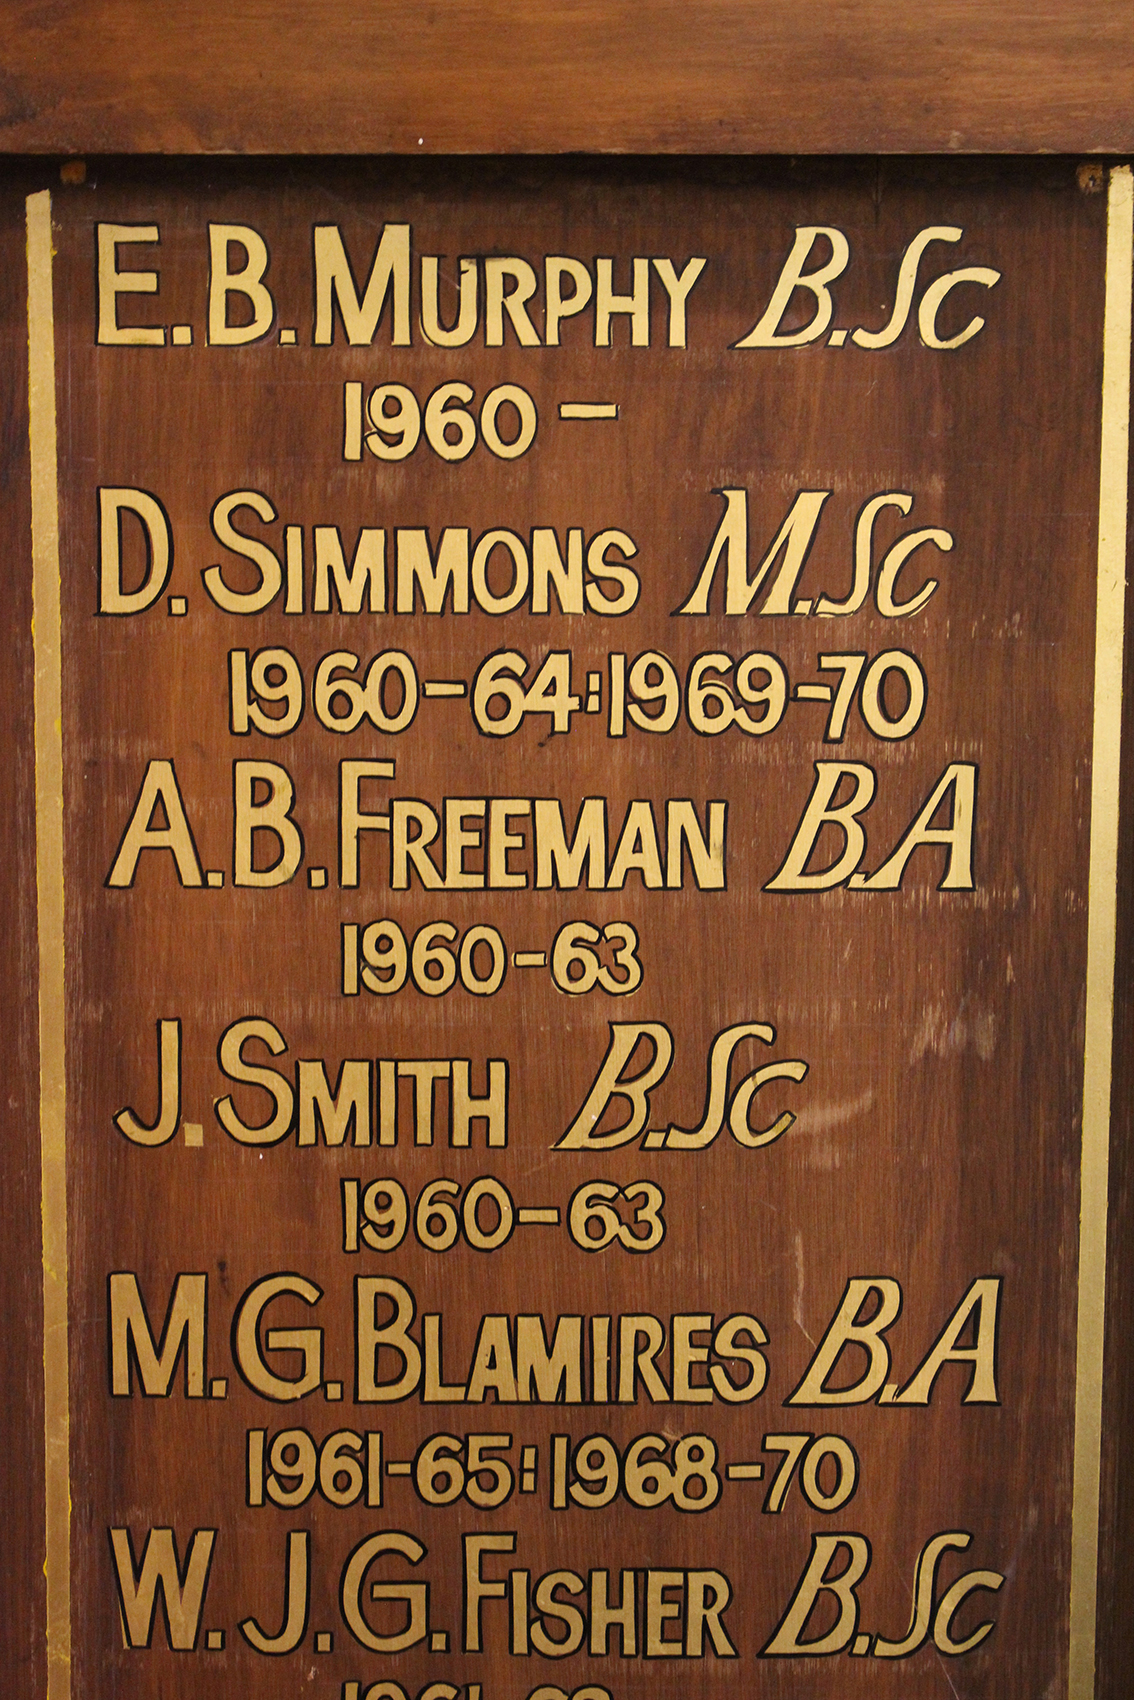 E. B. MURPHY B.Sc
1960 –
D. SIMMONS M.Sc
1960–64:1969–70
A.B. FREEMAN B.A
1960–63
J. SMITH B.Sc
1960–63
M.G. BLAMIRES B.A
1961–65:1968–70
W.J.G. FISHER B.Sc